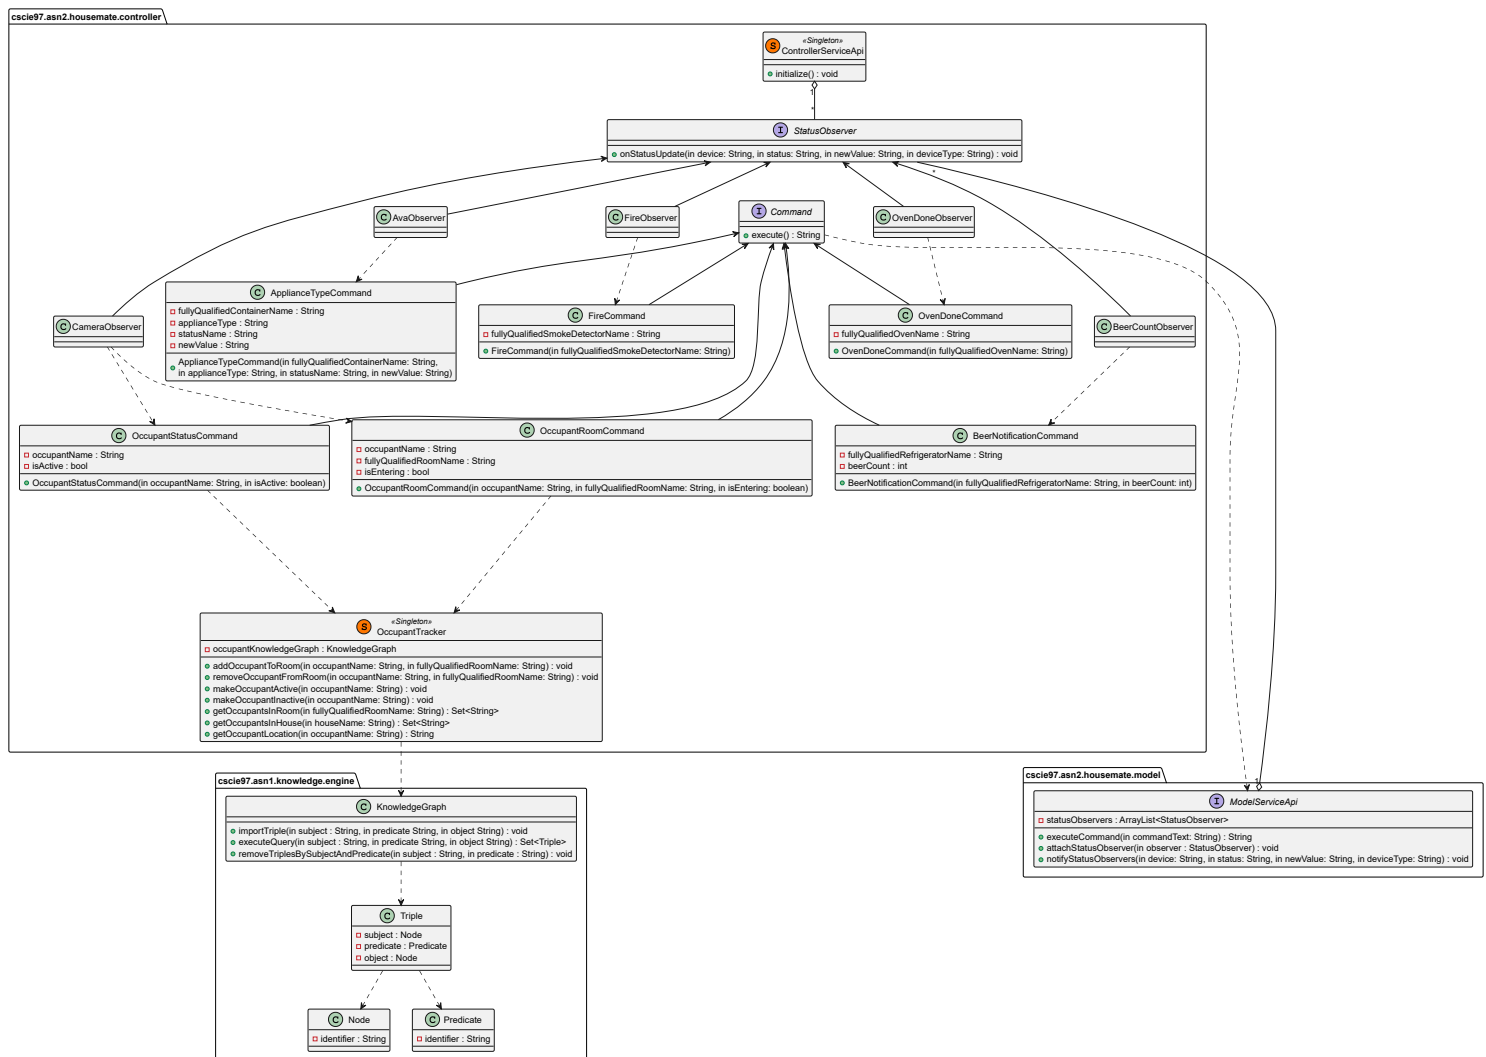 cscie97.asn2.housemate.controller
S
«Singleton»
ControllerServiceApi
initialize() : void
1
*
I
StatusObserver
onStatusUpdate(in device: String, in status: String, in newValue: String, in deviceType: String) : void
*
C
AvaObserver
C
FireObserver
I
Command
execute() : String
C
OvenDoneObserver
C
ApplianceTypeCommand
fullyQualifiedContainerName : String
applianceType : String
statusName : String
newValue : String
ApplianceTypeCommand(in fullyQualifiedContainerName: String,
in applianceType: String, in statusName: String, in newValue: String)
C
FireCommand
fullyQualifiedSmokeDetectorName : String
FireCommand(in fullyQualifiedSmokeDetectorName: String)
C
OvenDoneCommand
fullyQualifiedOvenName : String
OvenDoneCommand(in fullyQualifiedOvenName: String)
C
CameraObserver
C
BeerCountObserver
C
OccupantStatusCommand
occupantName : String
isActive : bool
OccupantStatusCommand(in occupantName: String, in isActive: boolean)
C
OccupantRoomCommand
occupantName : String
fullyQualifiedRoomName : String
isEntering : bool
OccupantRoomCommand(in occupantName: String, in fullyQualifiedRoomName: String, in isEntering: boolean)
C
BeerNotificationCommand
fullyQualifiedRefrigeratorName : String
beerCount : int
BeerNotificationCommand(in fullyQualifiedRefrigeratorName: String, in beerCount: int)
S
«Singleton»
OccupantTracker
occupantKnowledgeGraph : KnowledgeGraph
addOccupantToRoom(in occupantName: String, in fullyQualifiedRoomName: String) : void
removeOccupantFromRoom(in occupantName: String, in fullyQualifiedRoomName: String) : void
makeOccupantActive(in occupantName: String) : void
makeOccupantInactive(in occupantName: String) : void
getOccupantsInRoom(in fullyQualifiedRoomName: String) : Set<String>
getOccupantsInHouse(in houseName: String) : Set<String>
getOccupantLocation(in occupantName: String) : String
cscie97.asn1.knowledge.engine
C
KnowledgeGraph
importTriple(in subject : String, in predicate String, in object String) : void
executeQuery(in subject : String, in predicate String, in object String) : Set<Triple>
removeTriplesBySubjectAndPredicate(in subject : String, in predicate : String) : void
C
Triple
subject : Node
predicate : Predicate
object : Node
C
Node
identifier : String
C
Predicate
identifier : String
cscie97.asn2.housemate.model
1
I
ModelServiceApi
statusObservers : ArrayList<StatusObserver>
executeCommand(in commandText: String) : String
attachStatusObserver(in observer : StatusObserver) : void
notifyStatusObservers(in device: String, in status: String, in newValue: String, in deviceType: String) : void